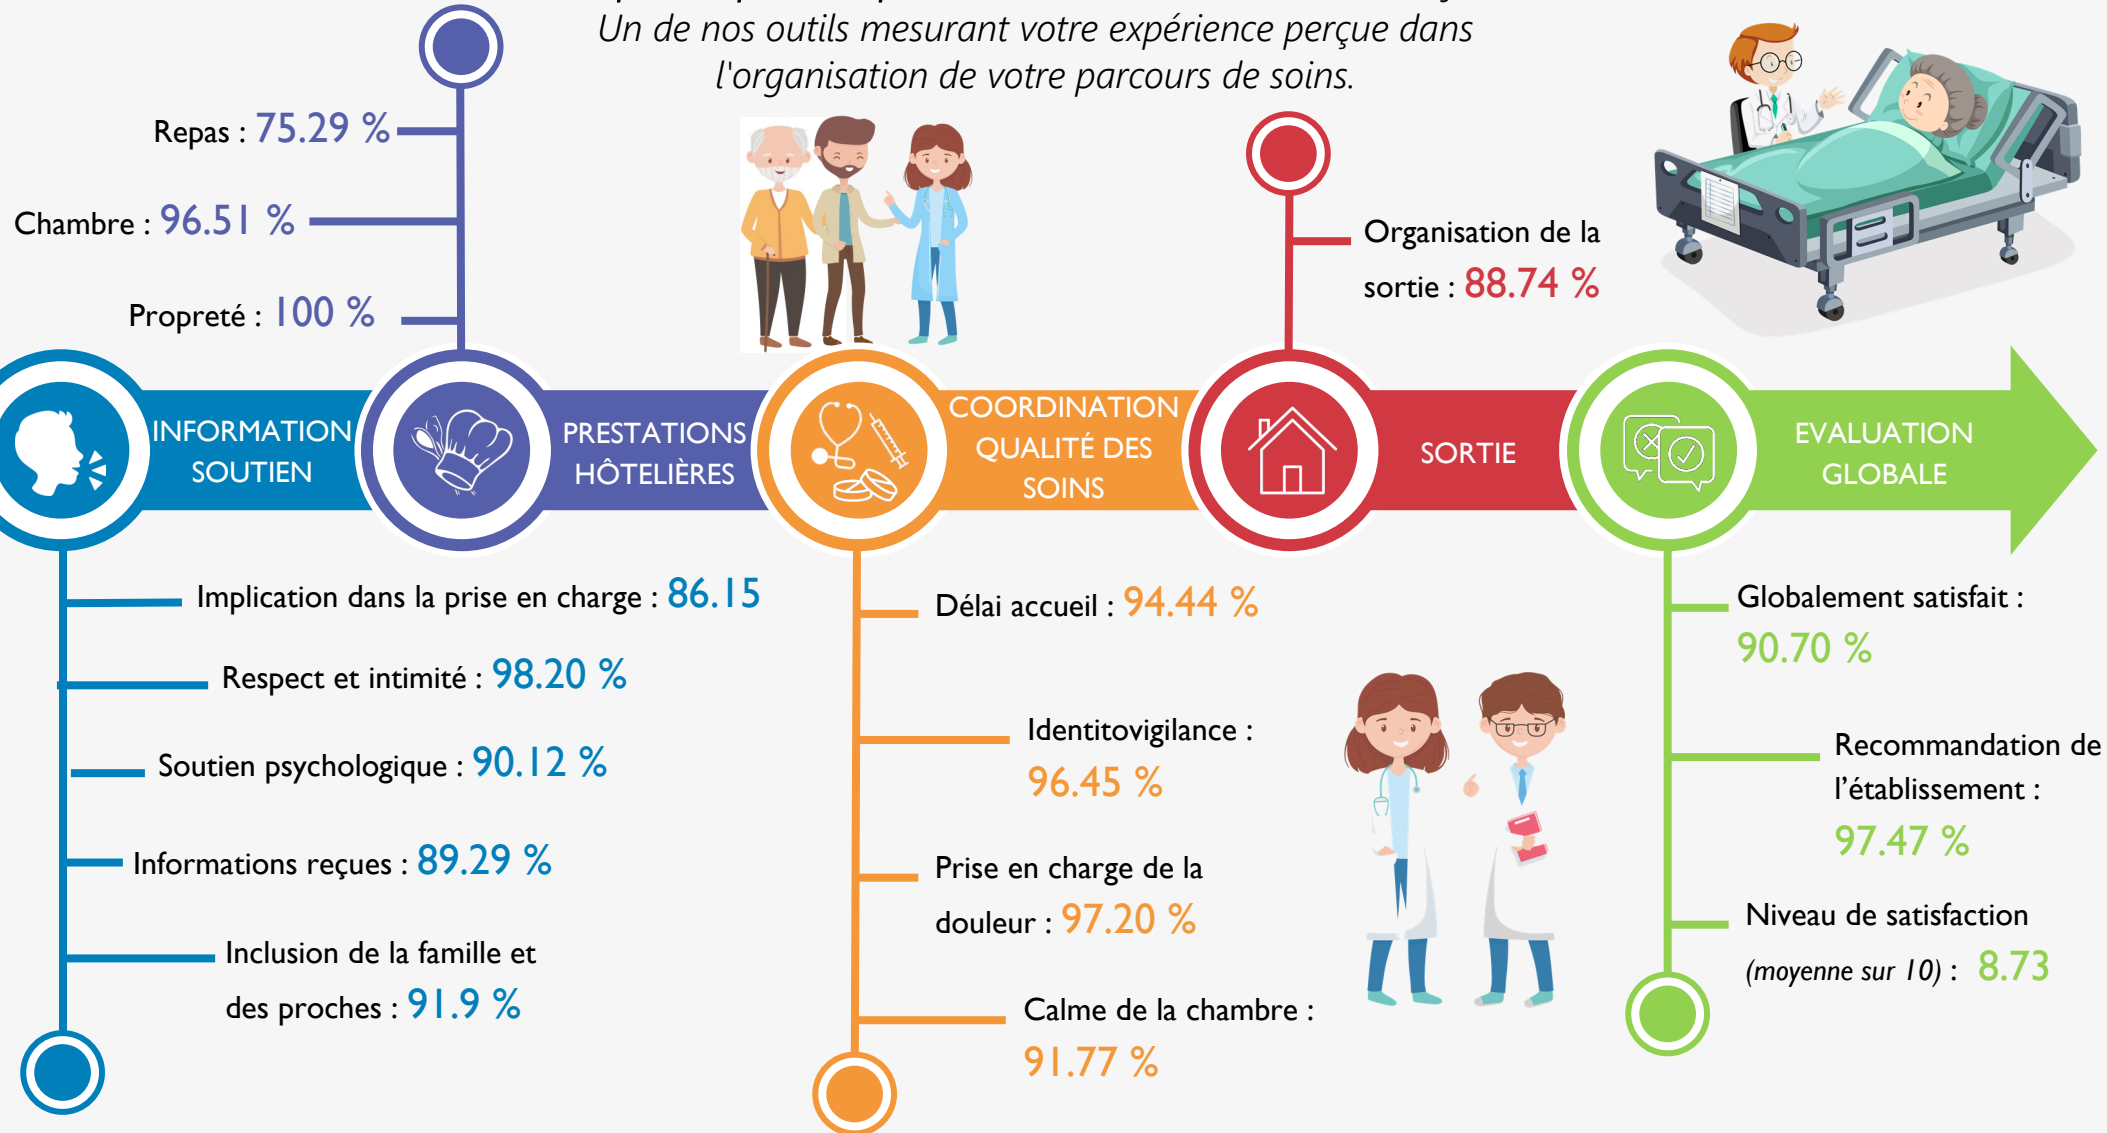 Un de nos outils mesurant votre expérience perçue dans
l'organisation de votre parcours de soins.
Repas : 75.29 %
Chambre : 96.51 %
Propreté : 100 %
Organisation de la
sortie : 88.74 %
INFORMATION
SOUTIEN
PRESTATIONS
HÔTELIÈRES
COORDINATION
QUALITÉ DES
SOINS
SORTIE
EVALUATION
GLOBALE
Implication dans la prise en charge : 86.15
Respect et intimité : 98.20 %
Soutien psychologique : 90.12 %
Informations reçues : 89.29 %
Inclusion de la famille et
des proches : 91.9 %
Délai accueil : 94.44 %
Identitovigilance :
96.45 %
Prise en charge de la
douleur : 97.20 %
Calme de la chambre :
91.77 %
Globalement satisfait :
90.70 %
Recommandation de
l'établissement :
97.47 %
Niveau de satisfaction
(moyenne sur 10) : 8.73